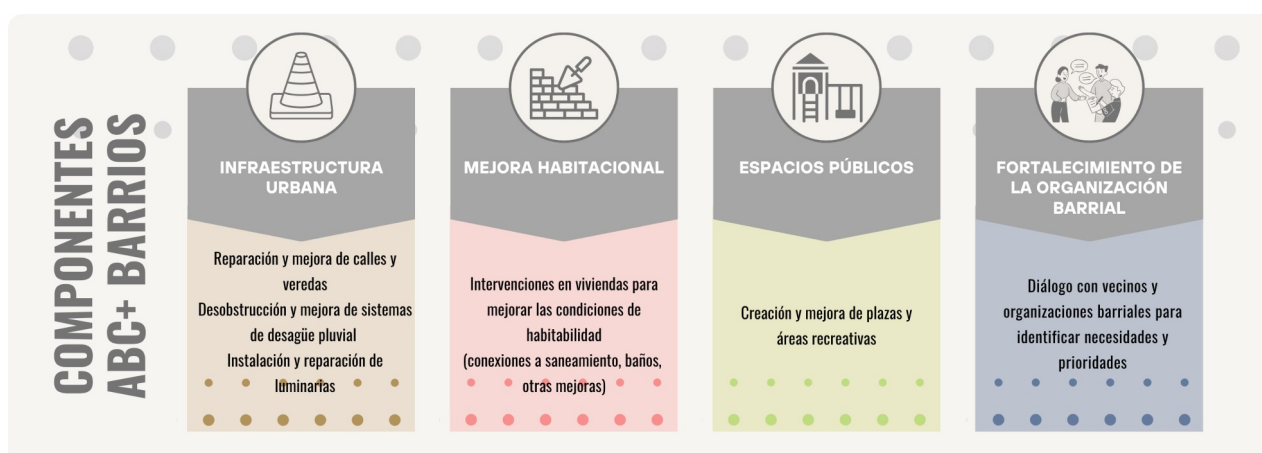 COMPONENTES
ABC+ BARRIOS
INFRAESTRUCTURA
URBANA
Reparación y mejora de calles y
veredas
Desobstrucción y mejora de sistemas
de desagüe pluvial
Instalación y reparación de
luminarias
MEJORA HABITACIONAL
Intervenciones en viviendas para
mejorar las condiciones de
habitabilidad
(conexiones a saneamiento, baños,
otras mejoras)
ESPACIOS PÚBLICOS
Creación y mejora de plazas y
áreas recreativas
FORTALECIMIENTO DE
LA ORGANIZACIÓN
BARRIAL
Diálogo con vecinos y
organizaciones barriales para
identificar necesidades y
prioridades